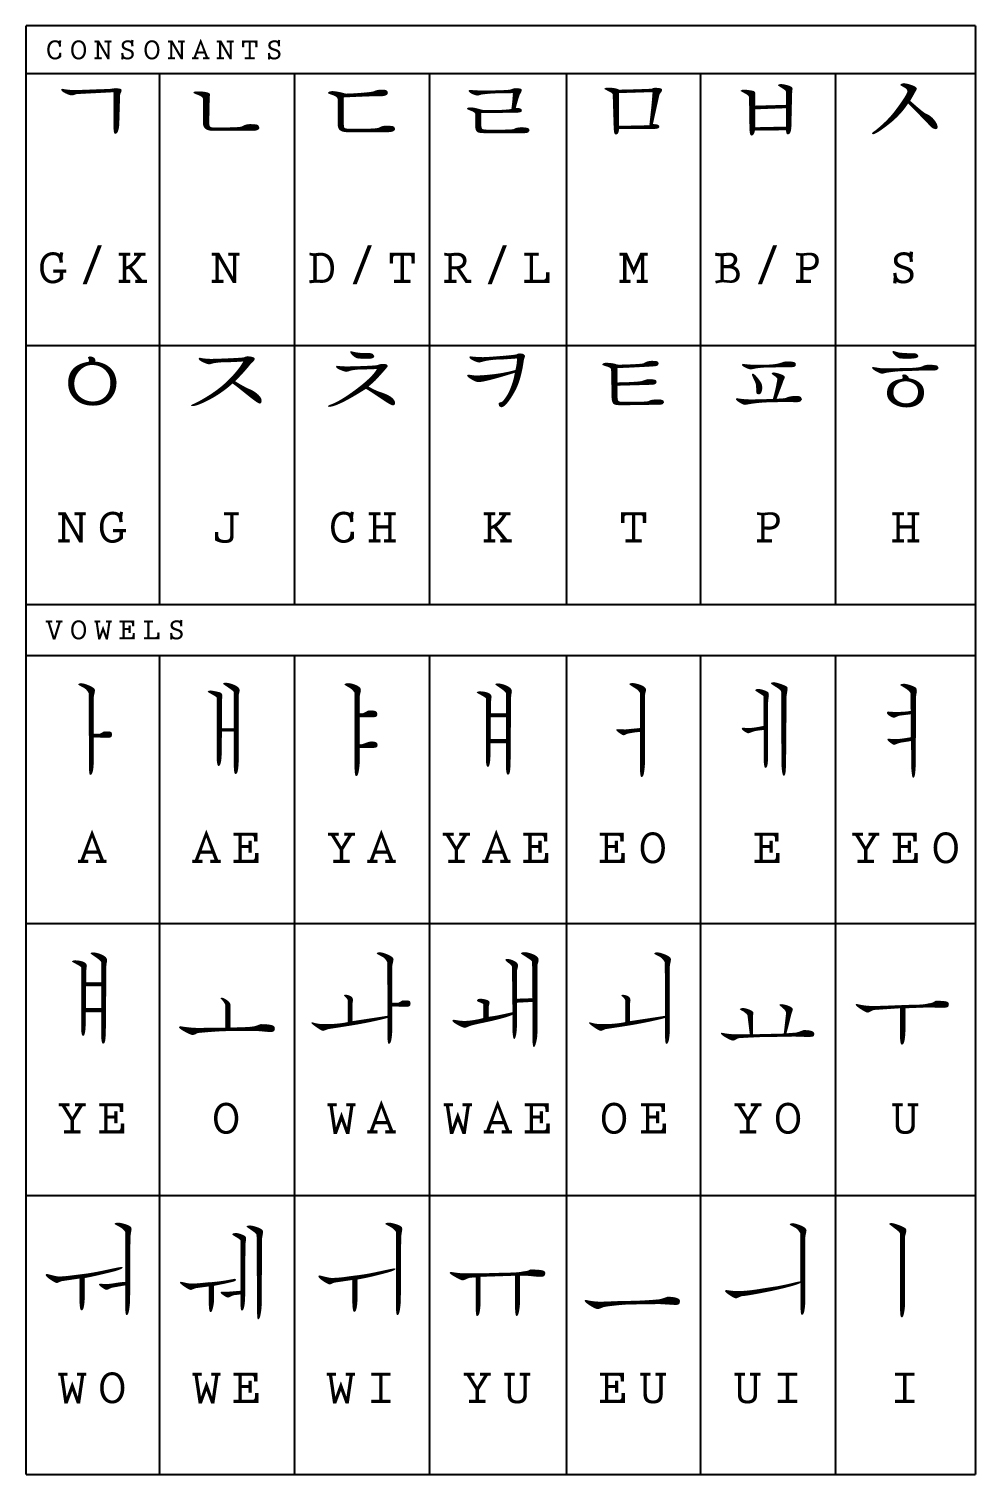 CONSONANTS
ㄱ ㄴ ㄷ ㄹ ㅁ ㅂ ㅅ
G/K N D/T R/L M B/P S
ㅇ ㅈ ㅊ ㅋ ㅌ ㅍ ㅎ
NG J CH K T P H
VOWELS
ㅏ ㅐ ㅑ ㅒ ㅓ ㅔ ㅕ
A AE YA YAE EO E YEO
ㅒ ㅗ ㅘ ㅙ ㅚ ㅛ ㅜ
YE O WA WAE OE YO U
ㅝ ㅞ ㅟ ㅠ ㅡ ㅢ ㅣ
WO WE WI YU EU UI I